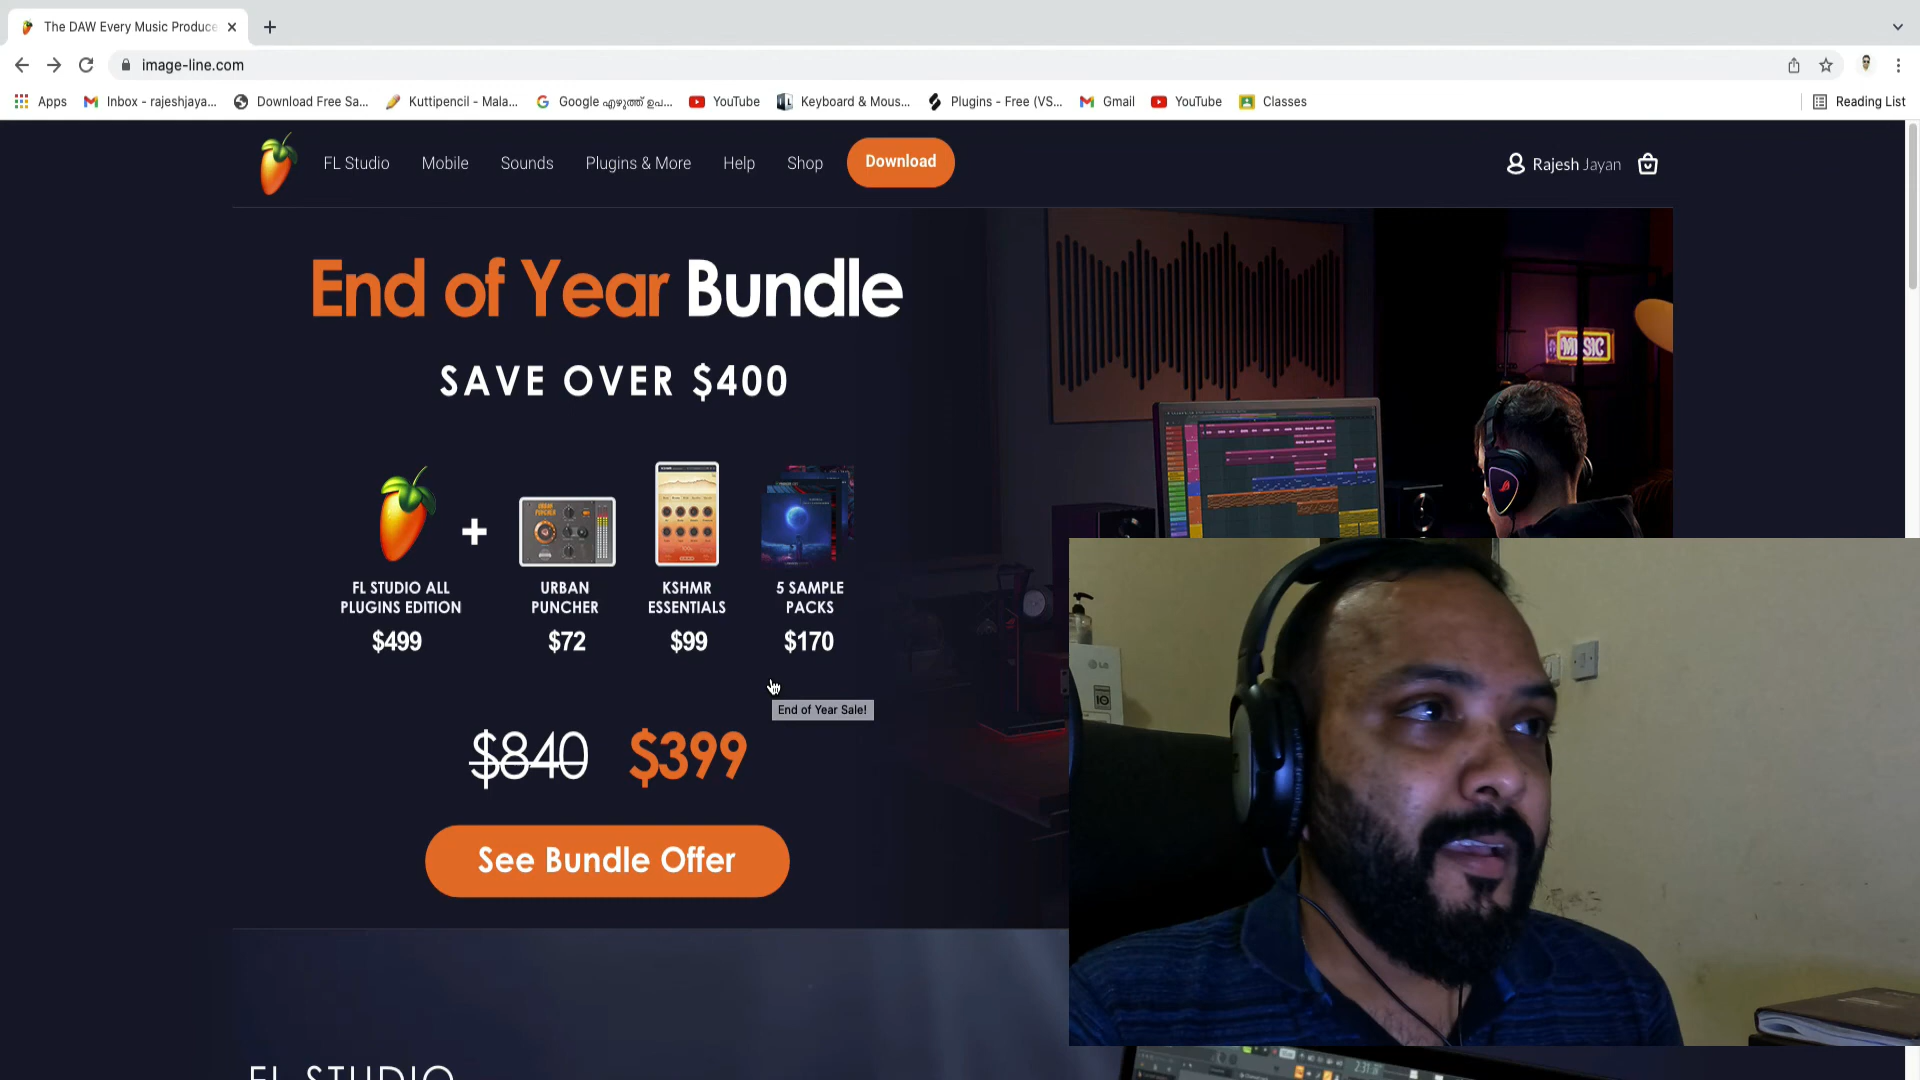 The DAW Every Music Produce
image-line.com
Apps
Inbox - rajeshjaya...
Download Free Sa...
Kuttipencil - Mala...
Google എഴുത്ത് ഉപ...
YouTube
Keyboard & Mous...
Plugins - Free (VS...
Gmail
YouTube
Classes
Reading List
FL Studio
Mobile
Sounds
Plugins & More
Help
Shop
Download
Rajesh Jayan
End of Year Bundle
SAVE OVER $400
MUSIC
+
FL STUDIO ALL
PLUGINS EDITION
$499
URBAN
PUNCHER
$72
KSHMR
ESSENTIALS
$99
5 SAMPLE
PACKS
$170
End of Year Sale!
$840 $399
See Bundle Offer
LG
10
FL STUDIO
2:31